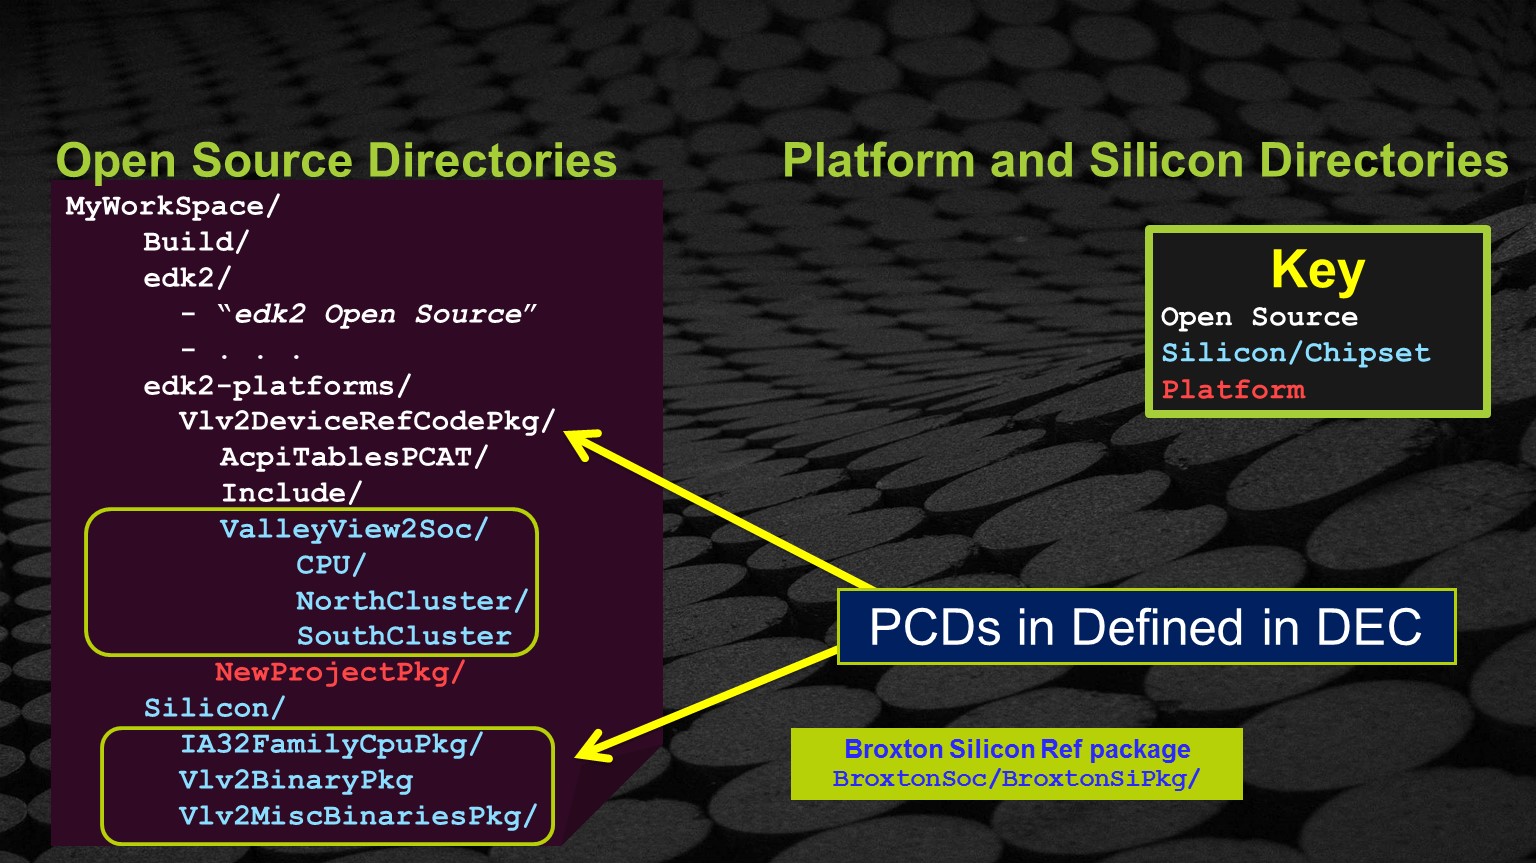 Open Source Directories
MyWorkSpace/
Build/
edk2/
- “edk2 Open Source”
- . . .
edk2-platforms/
Vlv2DeviceRefCodePkg/
AcpiTablesPCAT/
Include/
ValleyView2Soc/
CPU/
NorthCluster/
SouthCluster
NewProjectPkg/
Silicon/
IA32FamilyCpuPkg/
Vlv2BinaryPkg
Vlv2MiscBinariesPkg/
Platform and Silicon Directories
Key
Open Source
Silicon/Chipset
Platform
PCDs in Defined in DEC
Broxton Silicon Ref package
BroxtonSoc/BroxtonSiPkg/